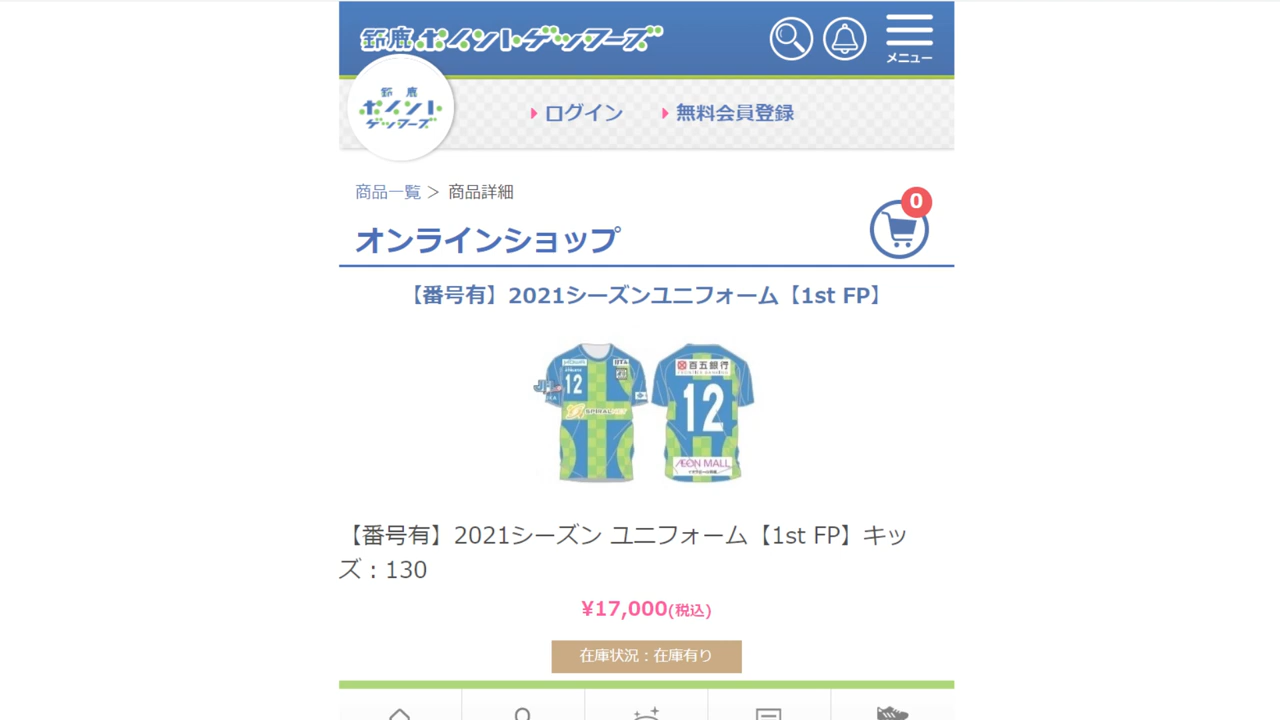 鈴鹿ポイントゲッターズ
メニュー
鈴鹿
ポイント
ゲッターズ
ログイン
無料会員登録
商品一覧 > 商品詳細
0
オンラインショップ
【番号有】2021シーズンユニフォーム【1st FP】
百五銀行
12
12
AEON MALL
【番号有】2021シーズン ユニフォーム【1st FP】キッ
ズ：130
¥17,000(税込)
在庫状況：在庫有り